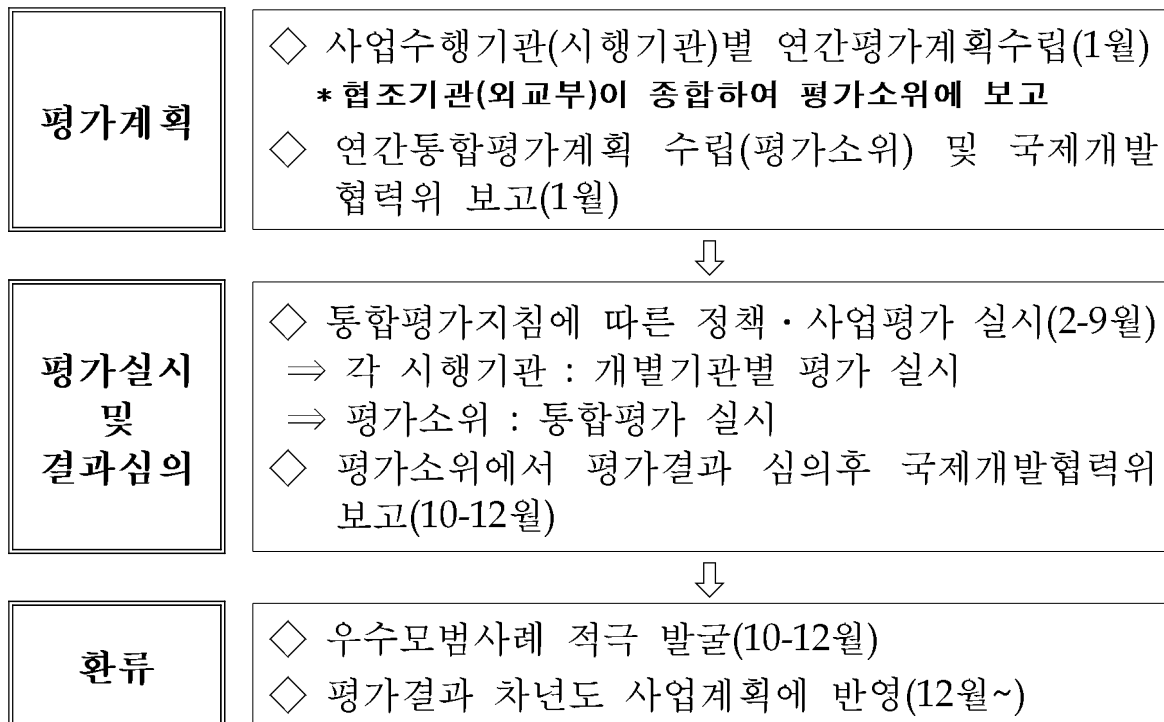 평가계획
◇ 사업수행기관(시행기관)별 연간평가계획수립(1월)
* 협조기관(외교부)이 종합하여 평가소위에 보고
◇ 연간통합평가계획 수립(평가소위) 및 국제개발
협력위 보고(1월)
⇩
평가실시
및
결과심의
◇ 통합평가지침에 따른 정책·사업평가 실시(2-9월)
⇒ 각 시행기관 : 개별기관별 평가 실시
⇒ 평가소위 : 통합평가 실시
◇ 평가소위에서 평가결과 심의후 국제개발협력위
보고(10-12월)
⇩
환류
◇ 우수모범사례 적극 발굴(10-12월)
◇ 평가결과 차년도 사업계획에 반영(12월~)